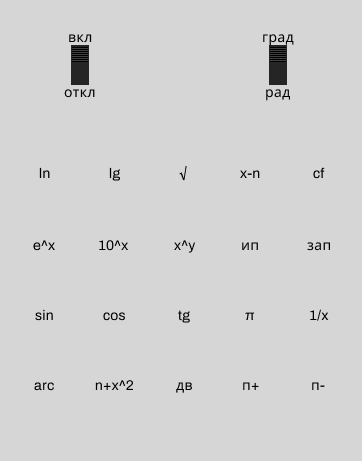 вкл град
откл рад
ln lg √ x-n cf
e^x 10^x x^y ип зап
sin cos tg π 1/x
arc n+x^2 дв п+ п-